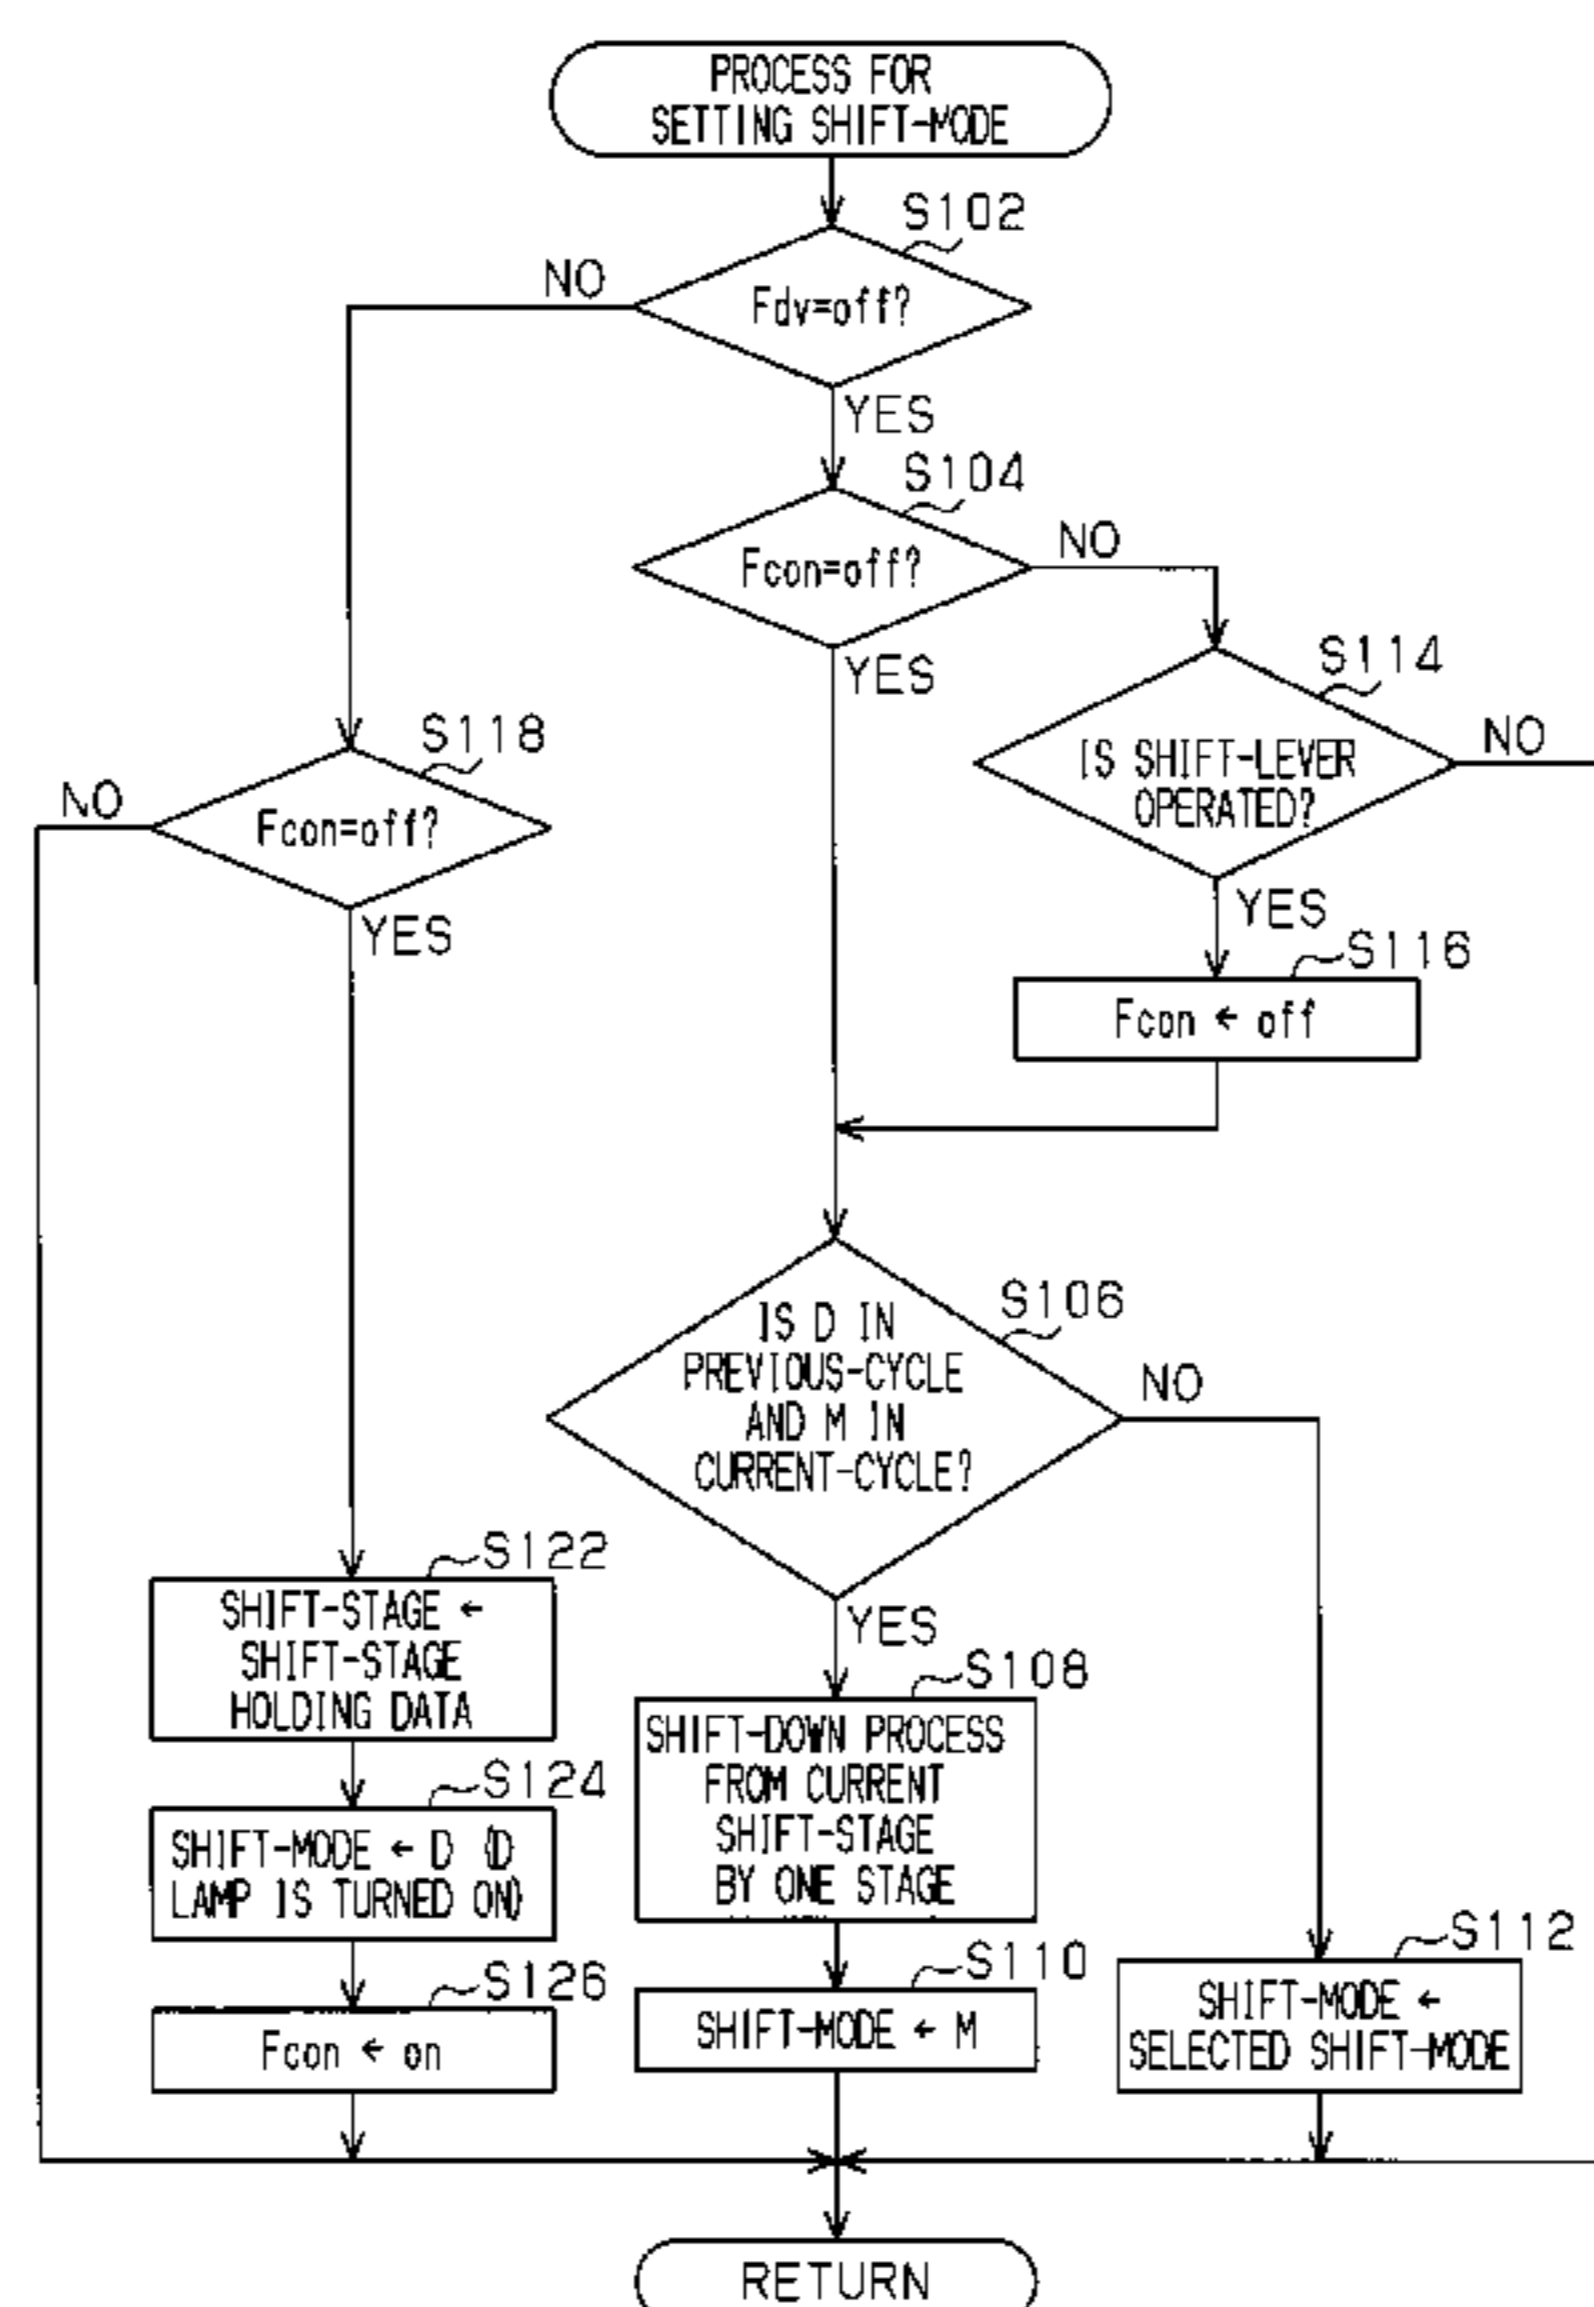 PROCESS FOR
SETTING SHIFT-MODE
S102
NO
Fdv=off?
YES
S104
NO
Fcon=off?
YES
S114
NO
IS SHIFT-LEVER
OPERATED?
YES
S118
NO
Fcon=off?
YES
S116
Fcon ← off
S106
IS D IN
PREVIOUS-CYCLE
AND M IN
CURRENT-CYCLE?
NO
YES
S122
SHIFT-STAGE ←
SHIFT-STAGE
HOLDING DATA
S108
SHIFT-DOWN PROCESS
FROM CURRENT
SHIFT-STAGE
BY ONE STAGE
S124
SHIFT-MODE ← D (D
LAMP IS TURNED ON)
S112
SHIFT-MODE ←
SELECTED SHIFT-MODE
S126
Fcon ← on
S110
SHIFT-MODE ← M
RETURN